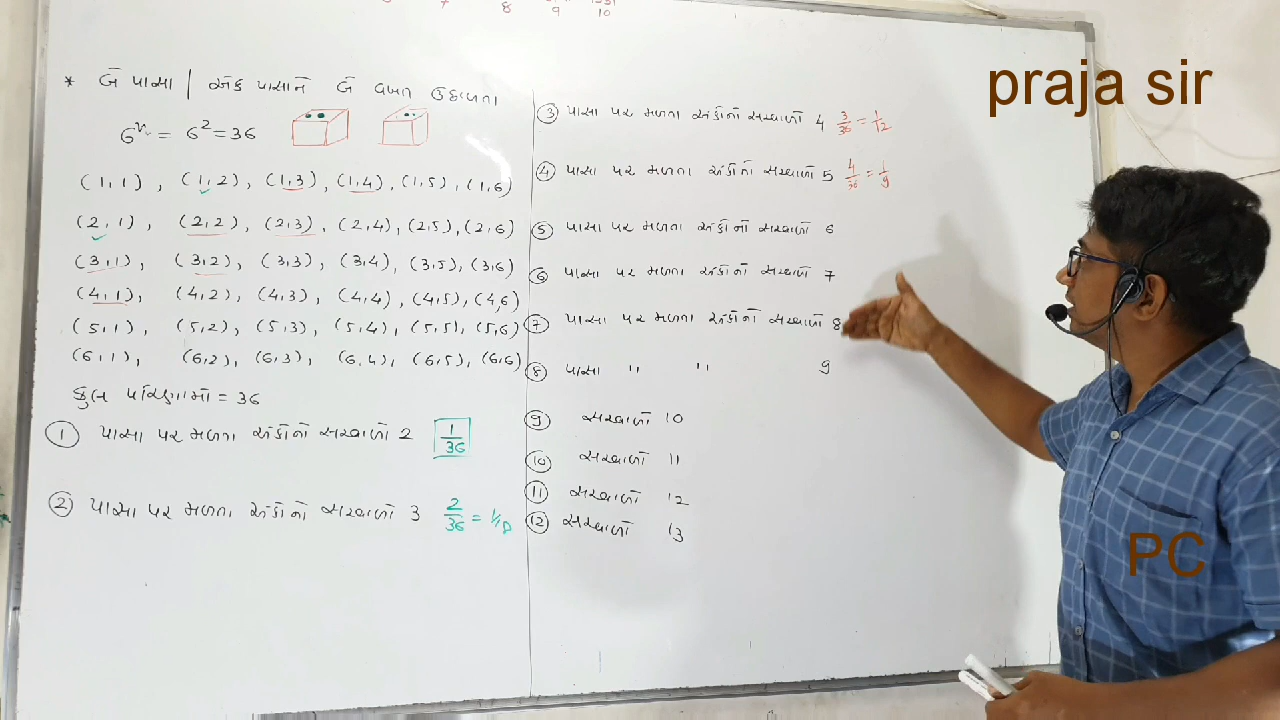 7 8 9 10
* બે પાસા | એક પાસાને બે વખત ઉછાળતા
6ⁿ = 6² = 36
(1,1), (1,2), (1,3), (1,4), (1,5), (1,6)
(2,1), (2,2), (2,3), (2,4), (2,5), (2,6)
(3,1), (3,2), (3,3), (3,4), (3,5), (3,6)
(4,1), (4,2), (4,3), (4,4), (4,5), (4,6)
(5,1), (5,2), (5,3), (5,4), (5,5), (5,6)
(6,1), (6,2), (6,3), (6,4), (6,5), (6,6)
કુલ પરિણામો = 36
① પાસા પર મળતા અંકોનો સરવાળો 2 1/36
② પાસા પર મળતા અંકોનો સરવાળો 3 2/36 = 1/18
③ પાસા પર મળતા અંકોનો સરવાળો 4 3/36 = 1/12
④ પાસા પર મળતા અંકોનો સરવાળો 5 4/36 = 1/9
⑤ પાસા પર મળતા અંકોનો સરવાળો 6
⑥ પાસા પર મળતા અંકોનો સરવાળો 7
⑦ પાસા પર મળતા અંકોનો સરવાળો 8
⑧ પાસા " " 9
⑨ સરવાળો 10
⑩ સરવાળો 11
⑪ સરવાળો 12
⑫ સરવાળો 13
praja sir
PC